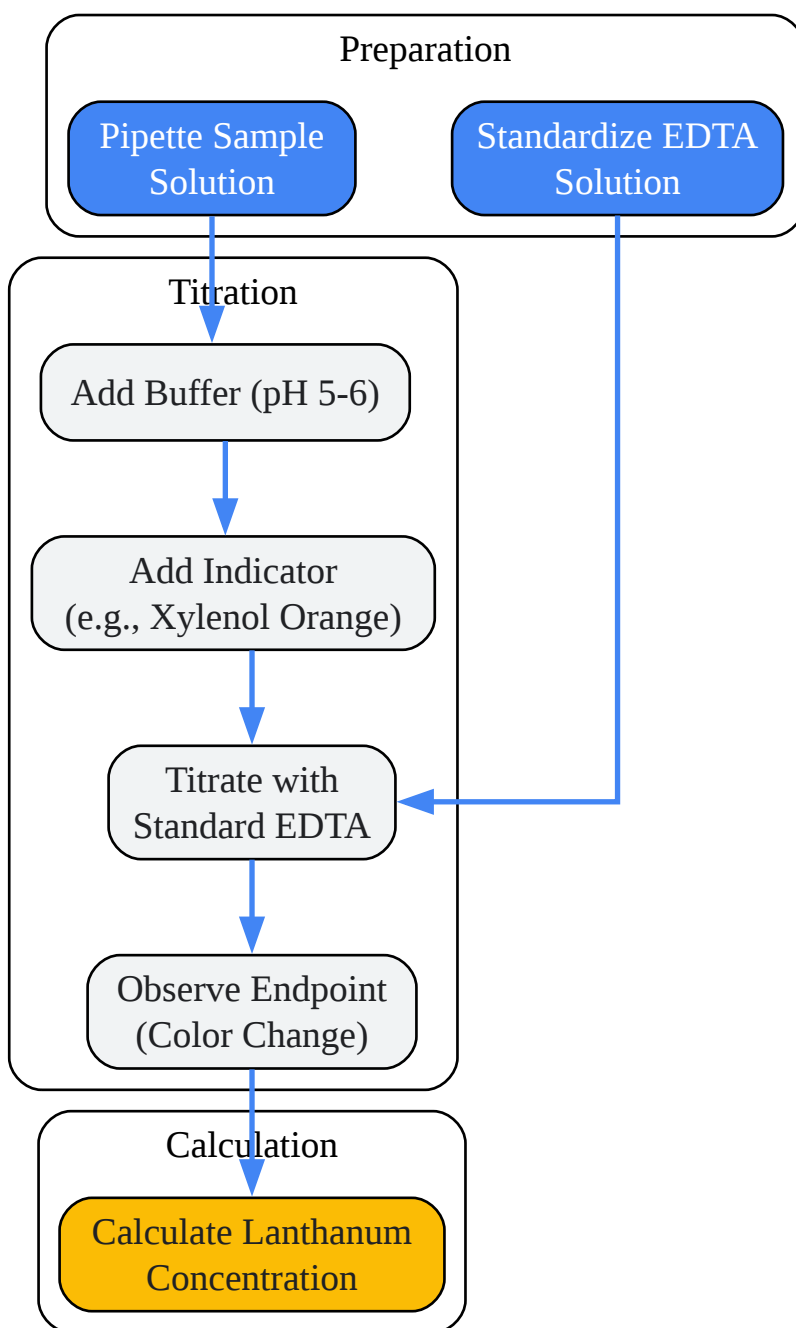 Preparation
Pipette Sample
Solution
Standardize EDTA
Solution
Titration
Add Buffer (pH 5-6)
Add Indicator
(e.g., Xylenol Orange)
Titrate with
Standard EDTA
Observe Endpoint
(Color Change)
Calculation
Calculate Lanthanum
Concentration